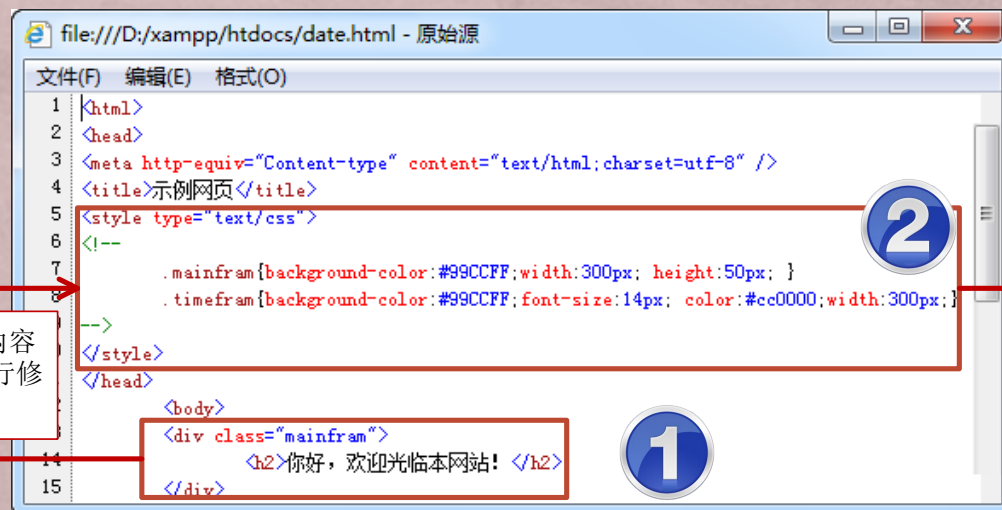 file:///D:/xampp/htdocs/date.html - 原始源
文件(F) 编辑(E) 格式(O)
1 <html>
2 <head>
3 <meta http-equiv="Content-type" content="text/html;charset=utf-8" />
4 <title>示例网页</title>
5 <style type="text/css">
6 <!--
7 .mainfram{background-color:#99CCFF;width:300px; height:50px; }
8 .timefram{background-color:#99CCFF;font-size:14px; color:#cc0000;width:300px;}
-->
</style>
</head>
<body>
<div class="mainfram">
14 <h2>你好，欢迎光临本网站! </h2>
15 </div>
内容
行修
2
1